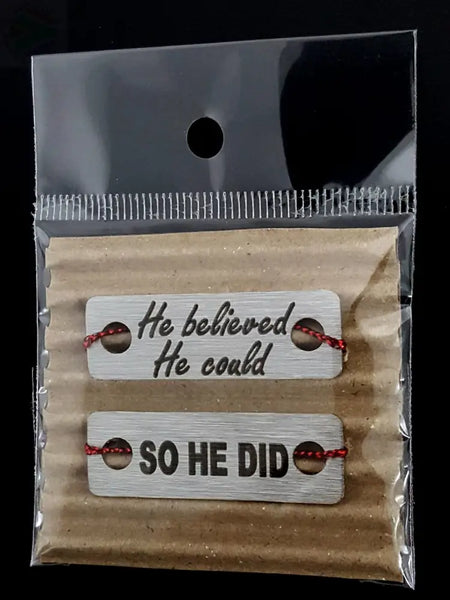 He believed
He could
SO HE DID